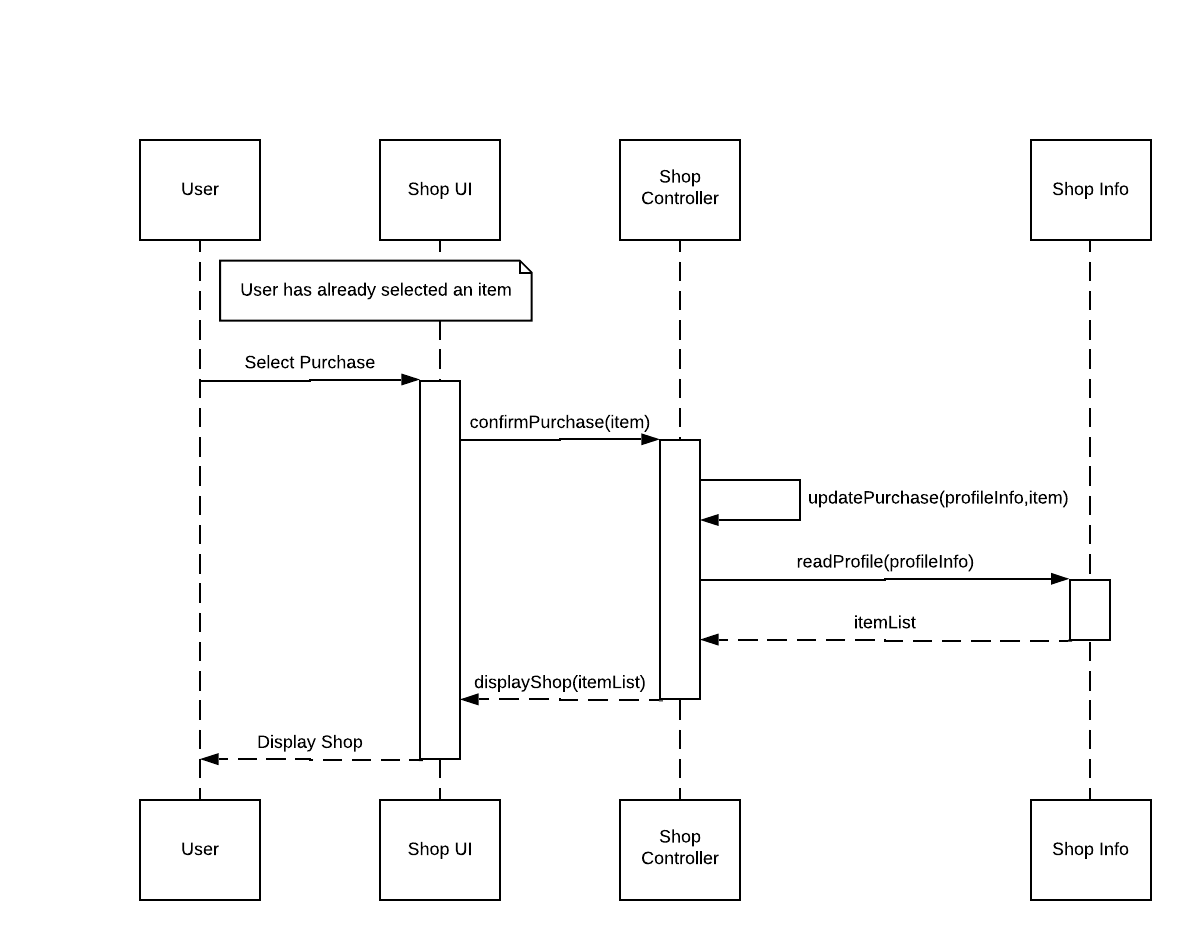 User
Shop UI
Shop
Controller
Shop Info
User has already selected an item
Select Purchase
confirmPurchase(item)
updatePurchase(profileInfo,item)
readProfile(profileInfo)
itemList
displayShop(itemList)
Display Shop
User
Shop UI
Shop
Controller
Shop Info